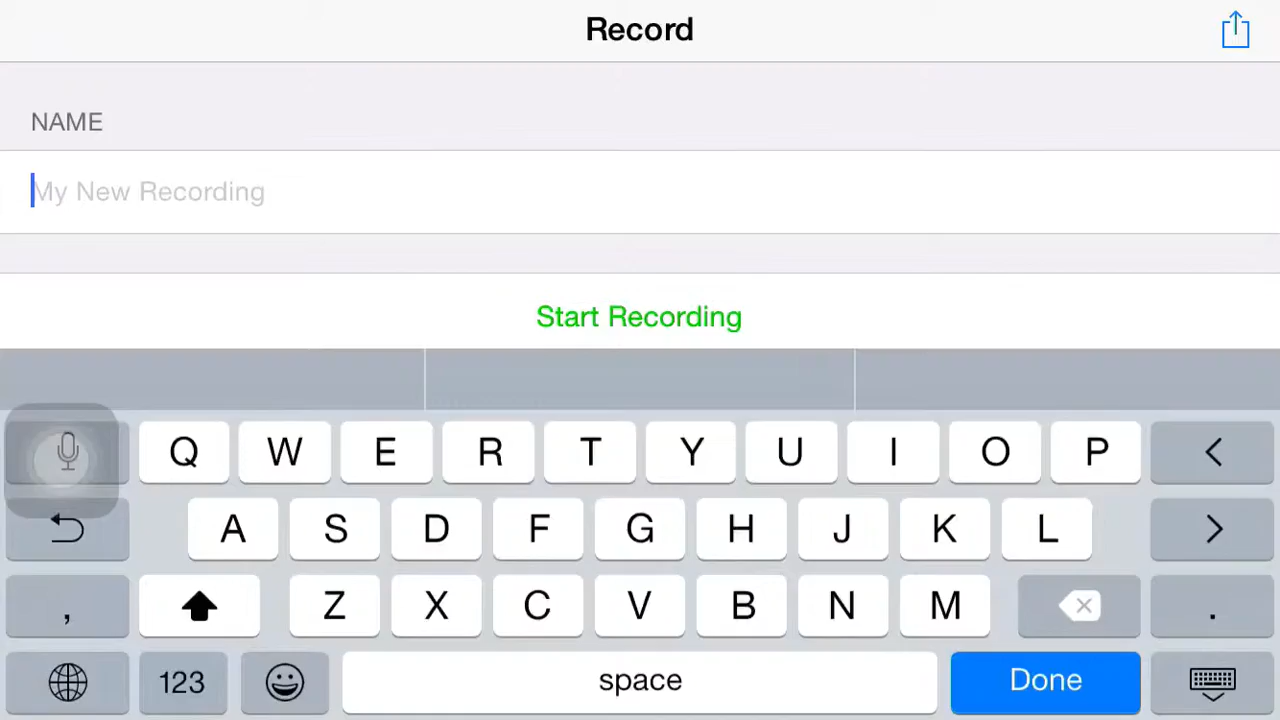 Record
NAME
My New Recording
Start Recording
Q W E R T Y U I O P <
A S D F G H J K L >
, Z X C V B N M .
123 space Done